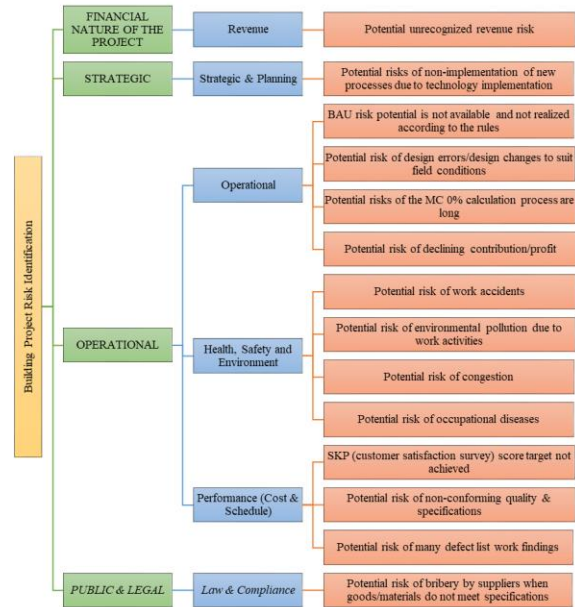 Building Project Risk Identification
FINANCIAL
NATURE OF THE
PROJECT
Revenue
Potential unrecognized revenue risk
STRATEGIC
Strategic & Planning
Potential risks of non-implementation of new
processes due to technology implementation
OPERATIONAL
Operational
BAU risk potential is not available and not realized
according to the rules
Potential risk of design errors/design changes to suit
field conditions
Potential risks of the MC 0% calculation process are
long
Potential risk of declining contribution/profit
Health, Safety and
Environment
Potential risk of work accidents
Potential risk of environmental pollution due to
work activities
Potential risk of congestion
Potential risk of occupational diseases
Performance (Cost &
Schedule)
SKP (customer satisfaction survey) score target not
achieved
Potential risk of non-conforming quality &
specifications
Potential risk of many defect list work findings
PUBLIC & LEGAL
Law & Compliance
Potential risk of bribery by suppliers when
goods/materials do not meet specifications